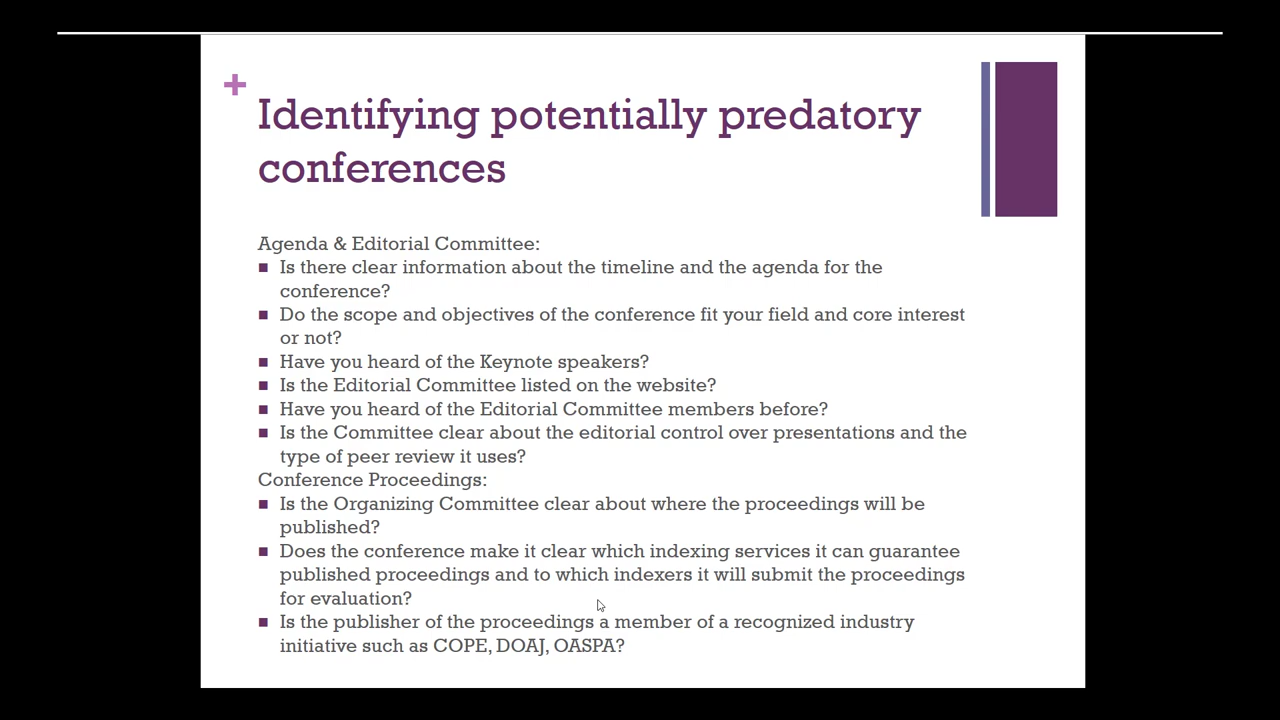 Identifying potentially predatory
conferences
Agenda & Editorial Committee:
■ Is there clear information about the timeline and the agenda for the
conference?
■ Do the scope and objectives of the conference fit your field and core interest
or not?
■ Have you heard of the Keynote speakers?
■ Is the Editorial Committee listed on the website?
■ Have you heard of the Editorial Committee members before?
■ Is the Committee clear about the editorial control over presentations and the
type of peer review it uses?
Conference Proceedings:
■ Is the Organizing Committee clear about where the proceedings will be
published?
■ Does the conference make it clear which indexing services it can guarantee
published proceedings and to which indexers it will submit the proceedings
for evaluation?
■ Is the publisher of the proceedings a member of a recognized industry
initiative such as COPE, DOAJ, OASPA?